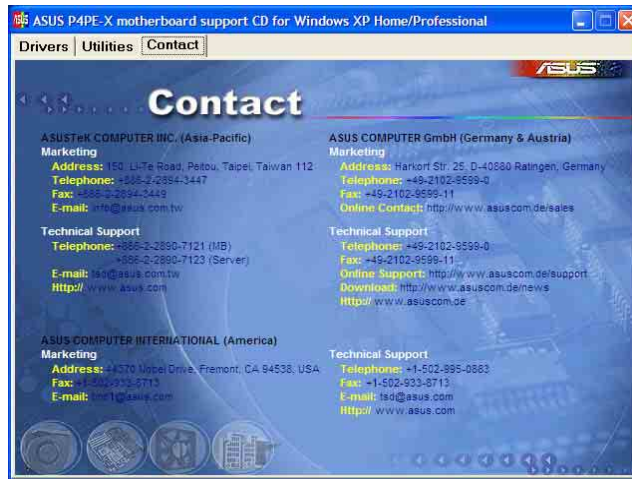 ASUS P4PE-X motherboard support CD for Windows XP Home/Professional
Drivers Utilities Contact
ASUS
Contact
ASUSTeK COMPUTER INC. (Asia-Pacific)
Marketing
Address: 150, Li-Te Road, Peitou, Taipei, Taiwan 112
Telephone: +886-2-2894-3447
Fax: +886-2-2894-3449
E-mail: info@asus.com.tw
Technical Support
Telephone: +886-2-2890-7121 (MB)
+886-2-2890-7123 (Server)
E-mail: tsd@asus.com.tw
Http:// www.asus.com
ASUS COMPUTER GmbH (Germany & Austria)
Marketing
Address: Harkort Str. 25, D-40880 Ratingen, Germany
Telephone: +49-2102-9599-0
Fax: +49-2102-9599-11
Online Contact: http://www.asuscom.de/sales
Technical Support
Telephone: +49-2102-9599-0
Fax: +49-2102-9599-11
Online Support: http://www.asuscom.de/support
Download: http://www.asuscom.de/news
Http:// www.asuscom.de
ASUS COMPUTER INTERNATIONAL (America)
Marketing
Address: 44370 Nobel Drive, Fremont, CA 94538, USA
Fax: +1-502-933-8713
E-mail: tmd1@asus.com
Technical Support
Telephone: +1-502-995-0883
Fax: +1-502-933-8713
E-mail: tsd@asus.com
Http:// www.asus.com